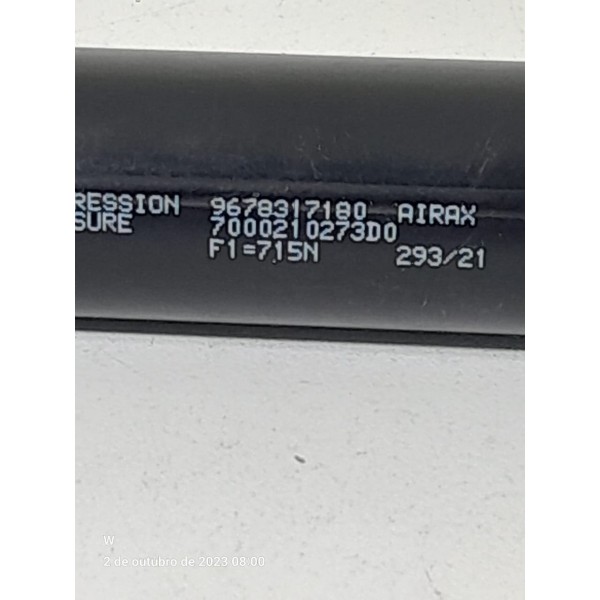 RESSION 9678317180 AIRAX
SURE 7000210273D0
F1=715N 293/21
W
2 de outubro de 2023 08:00